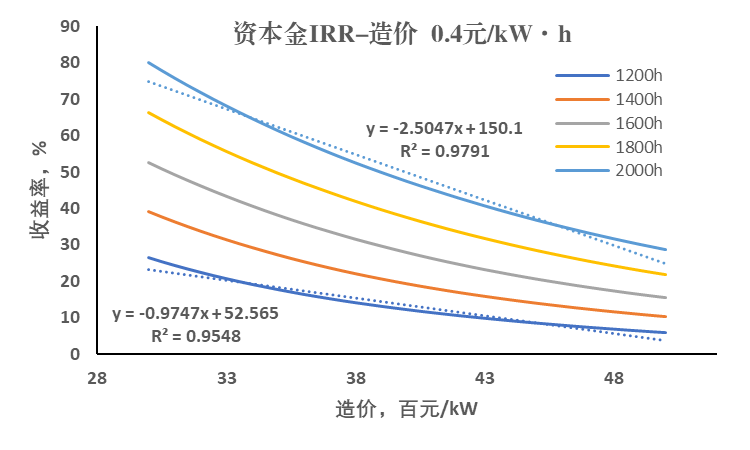 资本金IRR–造价 0.4元/kW·h
90
80
70
60
50
40
30
20
10
0
收益率，%
1200h
1400h
1600h
1800h
2000h
y = -2.5047x + 150.1
R² = 0.9791
y = -0.9747x + 52.565
R² = 0.9548
28 33 38 43 48
造价，百元/kW